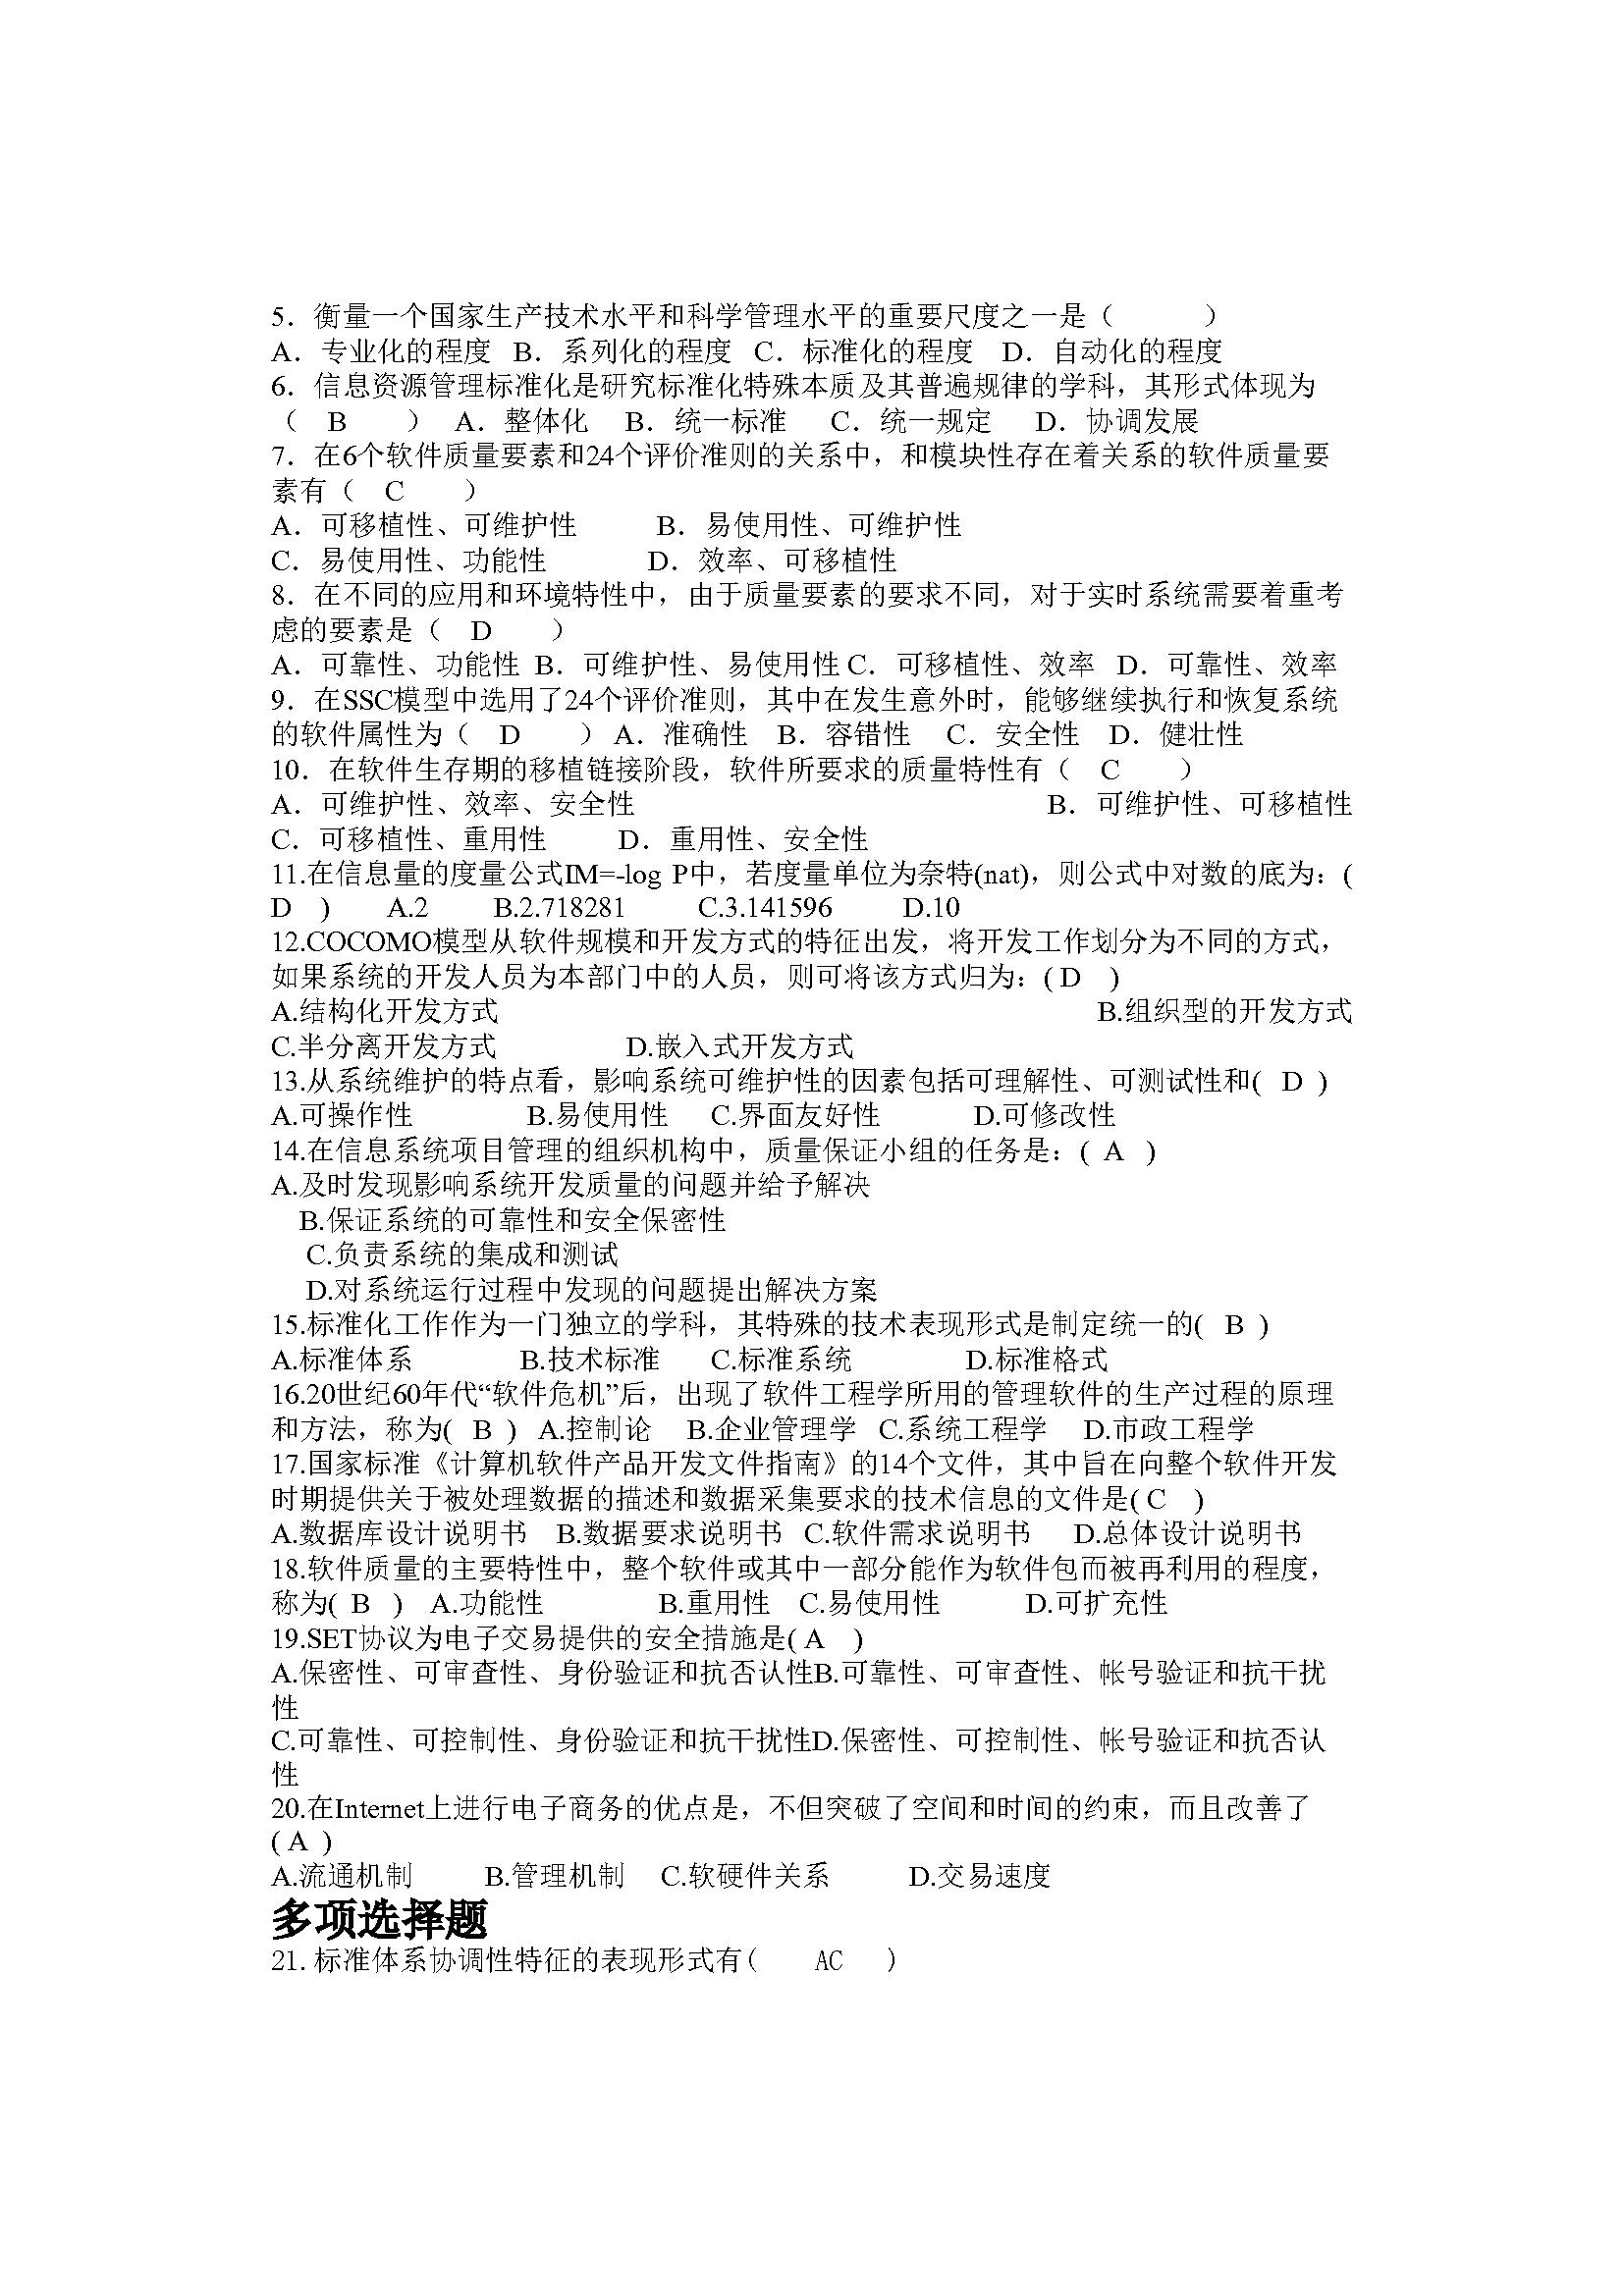 5．衡量一个国家生产技术水平和科学管理水平的重要尺度之一是（　　　）
A．专业化的程度 B．系列化的程度 C．标准化的程度 D．自动化的程度
6．信息资源管理标准化是研究标准化特殊本质及其普遍规律的学科，其形式体现为
（ B ） A．整体化 B．统一标准 C．统一规定 D．协调发展
7．在6个软件质量要素和24个评价准则的关系中，和模块性存在着关系的软件质量要
素有（ C ）
A．可移植性、可维护性 B．易使用性、可维护性
C．易使用性、功能性 D．效率、可移植性
8．在不同的应用和环境特性中，由于质量要素的要求不同，对于实时系统需要着重考
虑的要素是（ D ）
A．可靠性、功能性 B．可维护性、易使用性 C．可移植性、效率 D．可靠性、效率
9．在SSC模型中选用了24个评价准则，其中在发生意外时，能够继续执行和恢复系统
的软件属性为（ D ） A．准确性 B．容错性 C．安全性 D．健壮性
10．在软件生存期的移植链接阶段，软件所要求的质量特性有（ C ）
A．可维护性、效率、安全性 B．可维护性、可移植性
C．可移植性、重用性 D．重用性、安全性
11.在信息量的度量公式IM=-log P中，若度量单位为奈特(nat)，则公式中对数的底为：(
D ) A.2 B.2.718281 C.3.141596 D.10
12.COCOMO模型从软件规模和开发方式的特征出发，将开发工作划分为不同的方式，
如果系统的开发人员为本部门中的人员，则可将该方式归为：( D )
A.结构化开发方式 B.组织型的开发方式
C.半分离开发方式 D.嵌入式开发方式
13.从系统维护的特点看，影响系统可维护性的因素包括可理解性、可测试性和( D )
A.可操作性 B.易使用性 C.界面友好性 D.可修改性
14.在信息系统项目管理的组织机构中，质量保证小组的任务是：( A )
A.及时发现影响系统开发质量的问题并给予解决
B.保证系统的可靠性和安全保密性
C.负责系统的集成和测试
D.对系统运行过程中发现的问题提出解决方案
15.标准化工作作为一门独立的学科，其特殊的技术表现形式是制定统一的( B )
A.标准体系 B.技术标准 C.标准系统 D.标准格式
16.20世纪60年代“软件危机”后，出现了软件工程学所用的管理软件的生产过程的原理
和方法，称为( B ) A.控制论 B.企业管理学 C.系统工程学 D.市政工程学
17.国家标准《计算机软件产品开发文件指南》的14个文件，其中旨在向整个软件开发
时期提供关于被处理数据的描述和数据采集要求的技术信息的文件是( C )
A.数据库设计说明书 B.数据要求说明书 C.软件需求说明书 D.总体设计说明书
18.软件质量的主要特性中，整个软件或其中一部分能作为软件包而被再利用的程度，
称为( B ) A.功能性 B.重用性 C.易使用性 D.可扩充性
19.SET协议为电子交易提供的安全措施是( A )
A.保密性、可审查性、身份验证和抗否认性B.可靠性、可审查性、帐号验证和抗干扰
性
C.可靠性、可控制性、身份验证和抗干扰性D.保密性、可控制性、帐号验证和抗否认
性
20.在Internet上进行电子商务的优点是，不但突破了空间和时间的约束，而且改善了
( A )
A.流通机制 B.管理机制 C.软硬件关系 D.交易速度
多项选择题
21.标准体系协调性特征的表现形式有( AC )